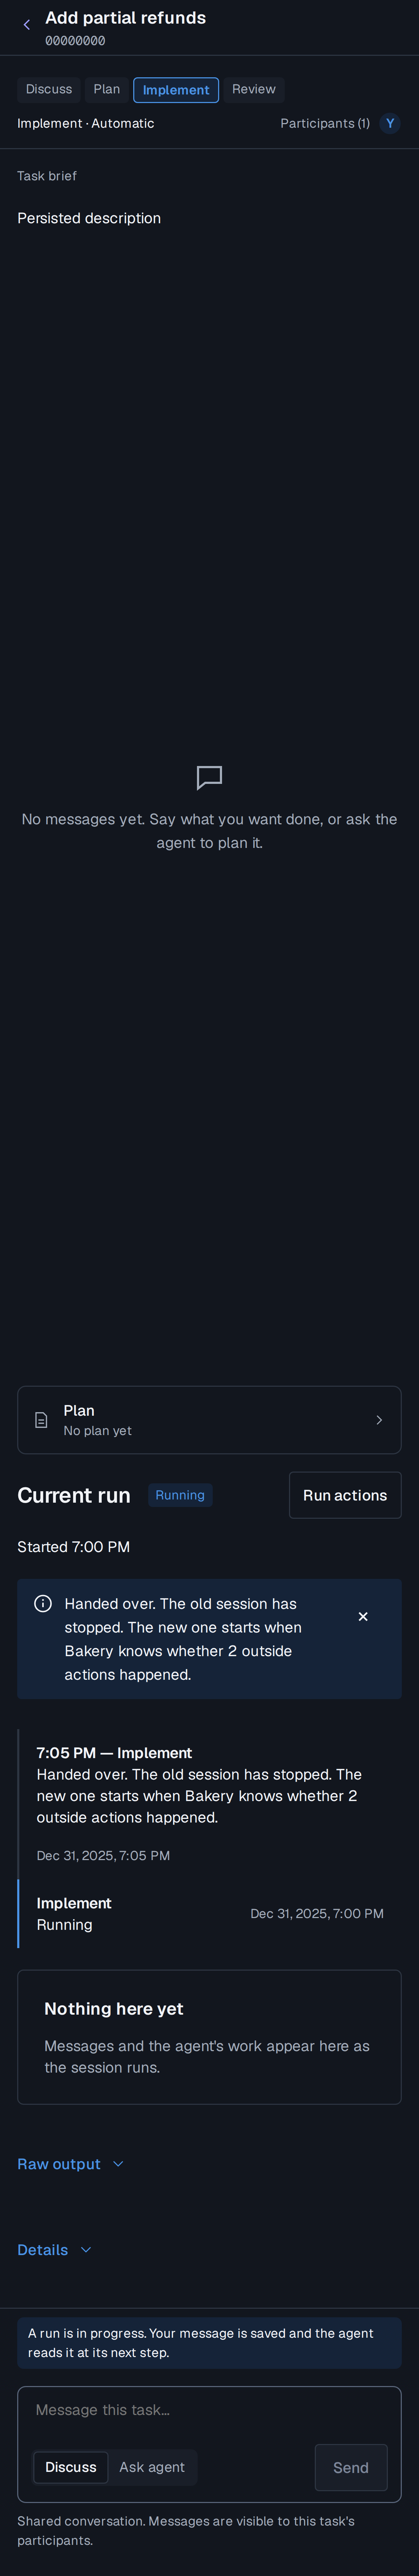 Add partial refunds
00000000
Discuss Plan Implement Review
Implement · Automatic Participants (1) Y
Task brief
Persisted description
No messages yet. Say what you want done, or ask the
agent to plan it.
Plan
No plan yet
Current run Running Run actions
Started 7:00 PM
Handed over. The old session has
stopped. The new one starts when
Bakery knows whether 2 outside
actions happened.
7:05 PM — Implement
Handed over. The old session has stopped. The
new one starts when Bakery knows whether 2
outside actions happened.
Dec 31, 2025, 7:05 PM
Implement
Running
Dec 31, 2025, 7:00 PM
Nothing here yet
Messages and the agent's work appear here as
the session runs.
Raw output
Details
A run is in progress. Your message is saved and the agent
reads it at its next step.
Message this task...
Discuss Ask agent Send
Shared conversation. Messages are visible to this task's
participants.